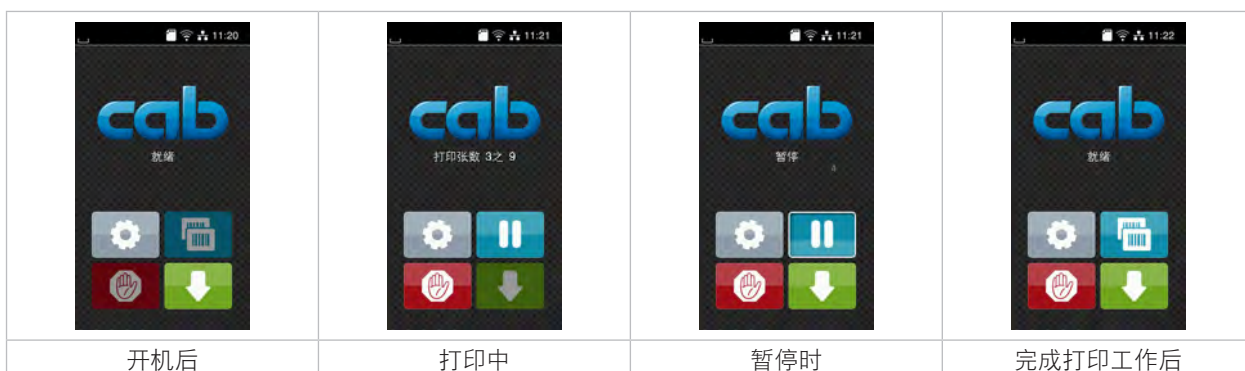 11:20
cab
就绪
开机后
11:21
cab
打印张数 3之 9
打印中
11:21
cab
暂停
4
暂停时
11:22
cab
就绪
完成打印工作后